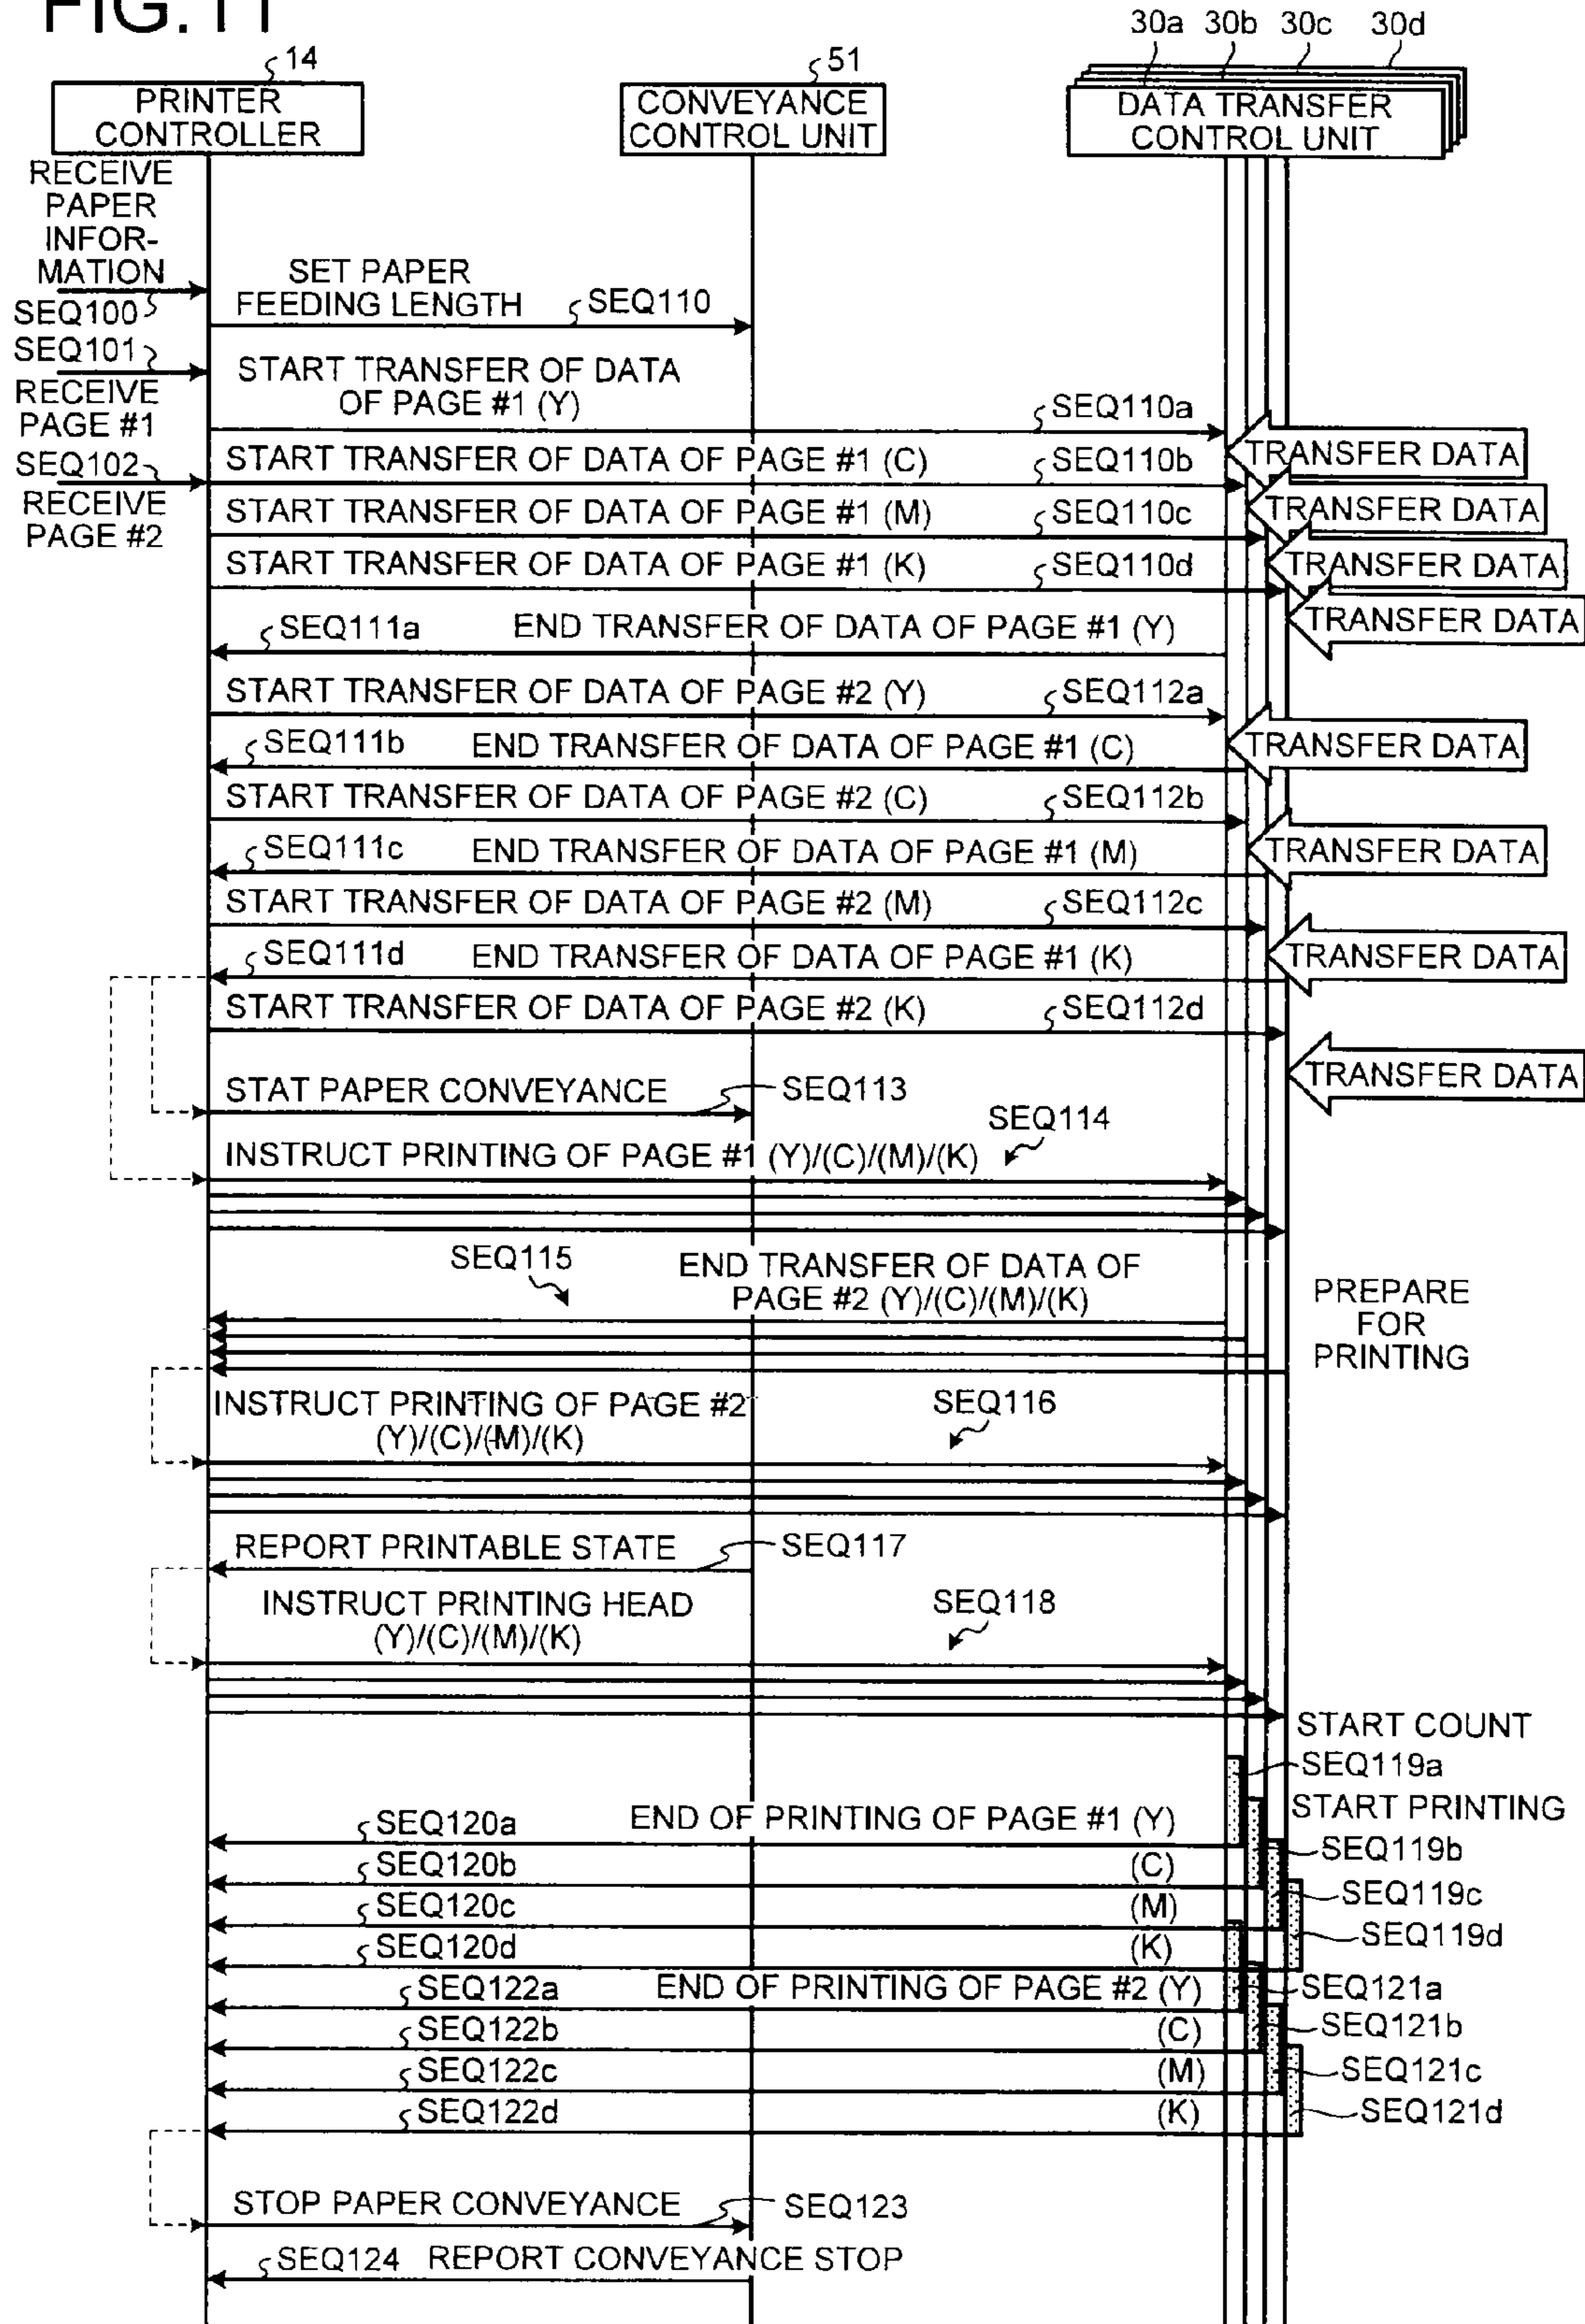 FIG. 11
30a 30b 30c 30d
14
51
PRINTER
CONTROLLER
CONVEYANCE
CONTROL UNIT
DATA TRANSFER
CONTROL UNIT
RECEIVE
PAPER
INFOR-
MATION
SEQ100
SET PAPER
FEEDING LENGTH
SEQ110
SEQ101
RECEIVE
PAGE #1
START TRANSFER OF DATA
OF PAGE #1 (Y)
SEQ110a
TRANSFER DATA
SEQ102
RECEIVE
PAGE #2
START TRANSFER OF DATA OF PAGE #1 (C)
SEQ110b
TRANSFER DATA
START TRANSFER OF DATA OF PAGE #1 (M)
SEQ110c
TRANSFER DATA
START TRANSFER OF DATA OF PAGE #1 (K)
SEQ110d
TRANSFER DATA
SEQ111a
END TRANSFER OF DATA OF PAGE #1 (Y)
START TRANSFER OF DATA OF PAGE #2 (Y)
SEQ112a
TRANSFER DATA
SEQ111b
END TRANSFER OF DATA OF PAGE #1 (C)
START TRANSFER OF DATA OF PAGE #2 (C)
SEQ112b
TRANSFER DATA
SEQ111c
END TRANSFER OF DATA OF PAGE #1 (M)
START TRANSFER OF DATA OF PAGE #2 (M)
SEQ112c
TRANSFER DATA
SEQ111d
END TRANSFER OF DATA OF PAGE #1 (K)
START TRANSFER OF DATA OF PAGE #2 (K)
SEQ112d
TRANSFER DATA
STAT PAPER CONVEYANCE
SEQ113
SEQ114
INSTRUCT PRINTING OF PAGE #1 (Y)/(C)/(M)/(K)
SEQ115
END TRANSFER OF DATA OF
PAGE #2 (Y)/(C)/(M)/(K)
PREPARE
FOR
PRINTING
INSTRUCT PRINTING OF PAGE #2
(Y)/(C)/(M)/(K)
SEQ116
REPORT PRINTABLE STATE
SEQ117
INSTRUCT PRINTING HEAD
(Y)/(C)/(M)/(K)
SEQ118
START COUNT
SEQ119a
START PRINTING
SEQ120a
END OF PRINTING OF PAGE #1 (Y)
SEQ119b
SEQ120b
(C)
SEQ119c
SEQ120c
(M)
SEQ119d
SEQ120d
(K)
SEQ122a
END OF PRINTING OF PAGE #2 (Y)
SEQ121a
SEQ122b
(C)
SEQ121b
SEQ122c
(M)
SEQ121c
SEQ122d
(K)
SEQ121d
STOP PAPER CONVEYANCE
SEQ123
SEQ124
REPORT CONVEYANCE STOP